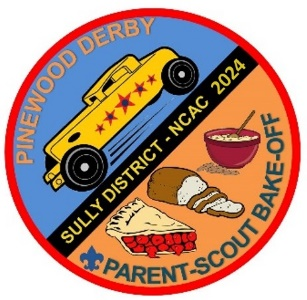 PINEWOOD DERBY
SULLY DISTRICT - NCAC 2024
PARENT-SCOUT BAKE-OFF